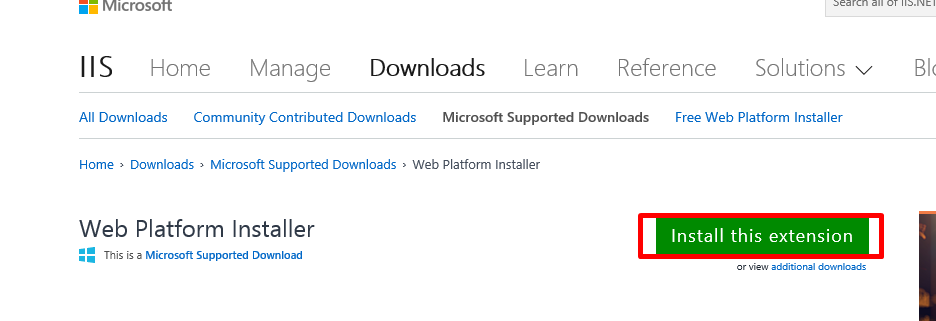 Microsoft
Search all of IIS.NET
IIS Home Manage Downloads Learn Reference Solutions
All Downloads Community Contributed Downloads Microsoft Supported Downloads Free Web Platform Installer
Home › Downloads › Microsoft Supported Downloads › Web Platform Installer
Web Platform Installer
Install this extension
This is a Microsoft Supported Download
or view additional downloads